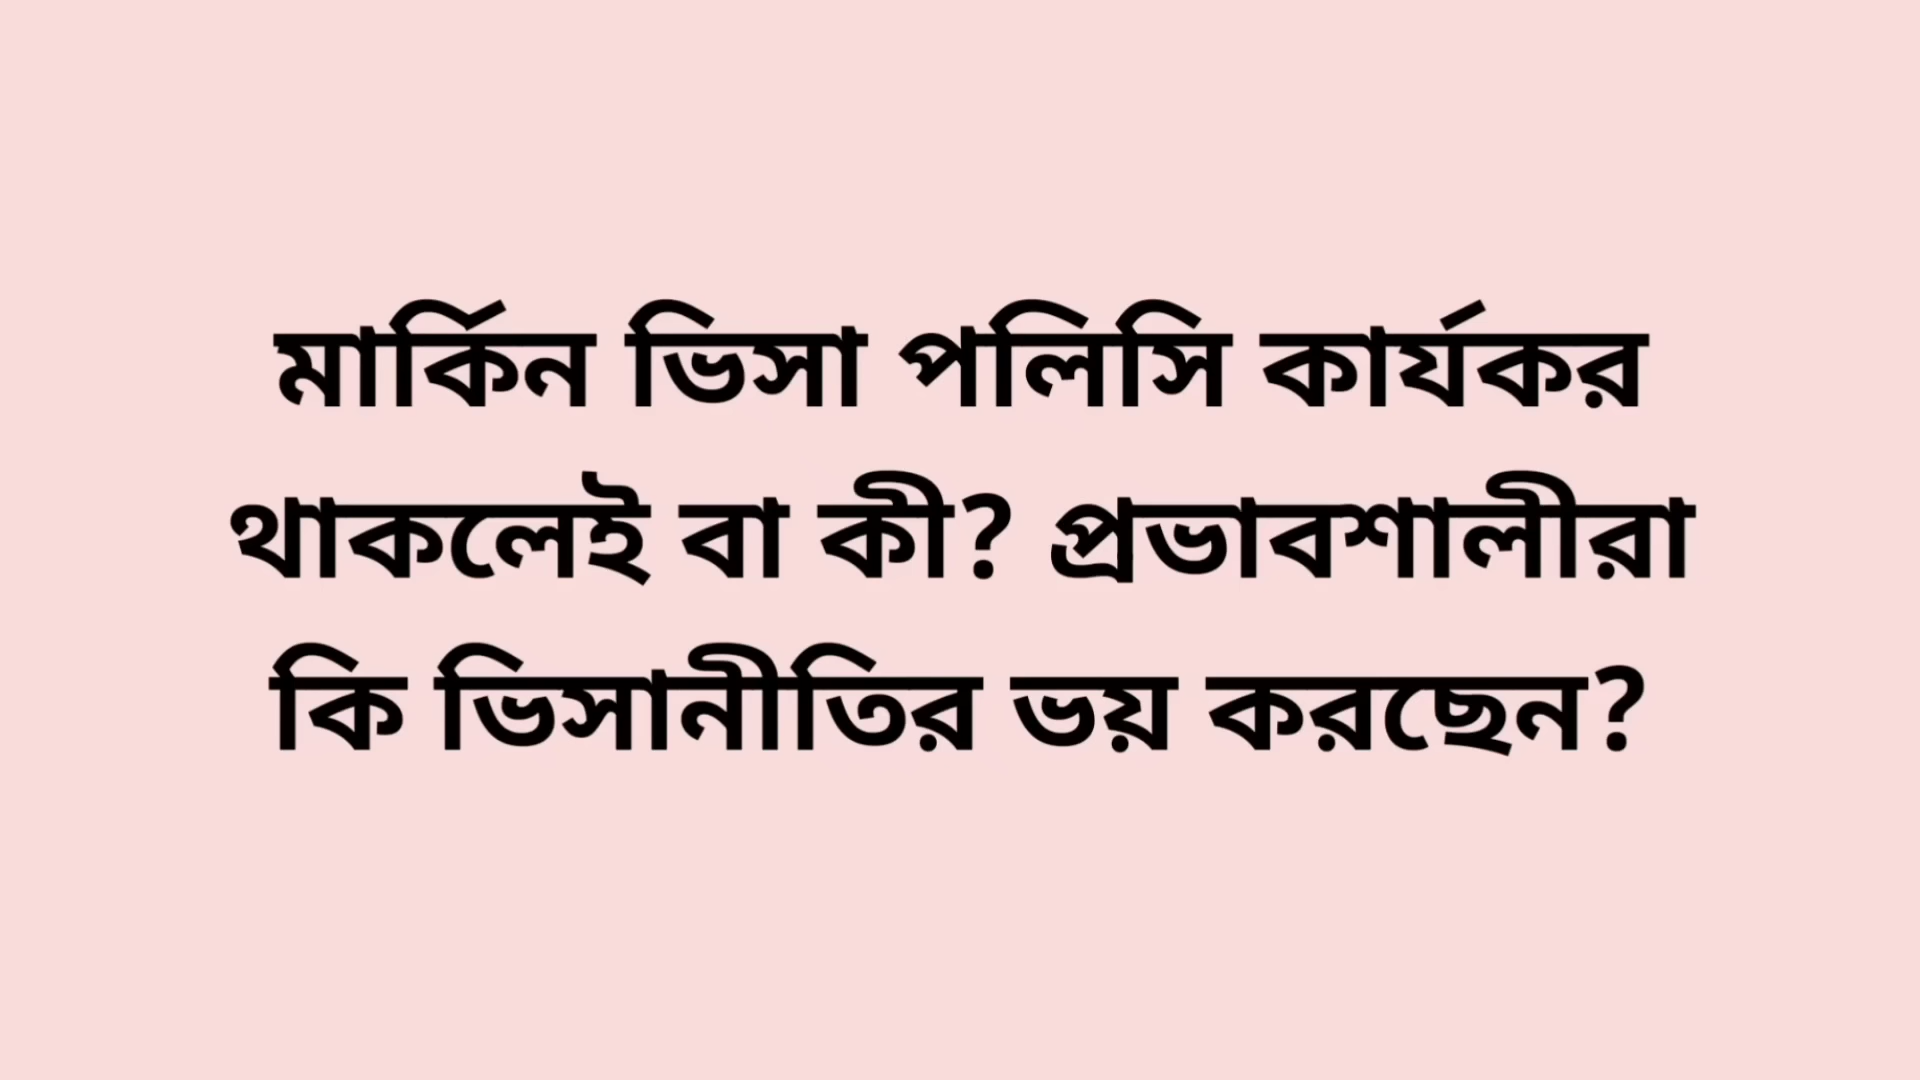 মার্কিন ভিসা পলিসি কার্যকর
থাকলেই বা কী? প্রভাবশালীরা
কি ভিসানীতির ভয় করছেন?